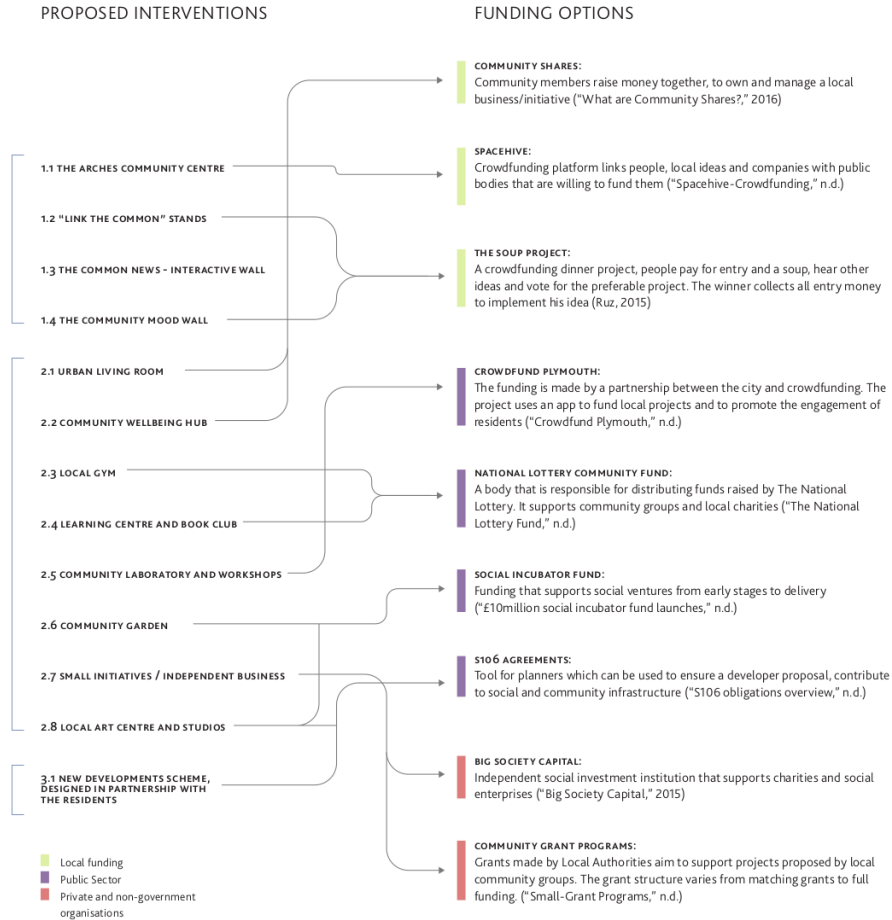 PROPOSED INTERVENTIONS
1.1 THE ARCHES COMMUNITY CENTRE
1.2 “LINK THE COMMON” STANDS
1.3 THE COMMON NEWS - INTERACTIVE WALL
1.4 THE COMMUNITY MOOD WALL
2.1 URBAN LIVING ROOM
2.2 COMMUNITY WELLBEING HUB
2.3 LOCAL GYM
2.4 LEARNING CENTRE AND BOOK CLUB
2.5 COMMUNITY LABORATORY AND WORKSHOPS
2.6 COMMUNITY GARDEN
2.7 SMALL INITIATIVES / INDEPENDENT BUSINESS
2.8 LOCAL ART CENTRE AND STUDIOS
3.1 NEW DEVELOPMENTS SCHEME,
DESIGNED IN PARTNERSHIP WITH
THE RESIDENTS
Local funding
Public Sector
Private and non-government
organisations
FUNDING OPTIONS
COMMUNITY SHARES:
Community members raise money together, to own and manage a local
business/initiative (“What are Community Shares?,” 2016)
SPACEHIVE:
Crowdfunding platform links people, local ideas and companies with public
bodies that are willing to fund them (“Spacehive-Crowdfunding,” n.d.)
THE SOUP PROJECT:
A crowdfunding dinner project, people pay for entry and a soup, hear other
ideas and vote for the preferable project. The winner collects all entry money
to implement his idea (Ruz, 2015)
CROWDFUND PLYMOUTH:
The funding is made by a partnership between the city and crowdfunding. The
project uses an app to fund local projects and to promote the engagement of
residents (“Crowdfund Plymouth,” n.d.)
NATIONAL LOTTERY COMMUNITY FUND:
A body that is responsible for distributing funds raised by The National
Lottery. It supports community groups and local charities (“The National
Lottery Fund,” n.d.)
SOCIAL INCUBATOR FUND:
Funding that supports social ventures from early stages to delivery
(“£10million social incubator fund launches,” n.d.)
S106 AGREEMENTS:
Tool for planners which can be used to ensure a developer proposal, contribute
to social and community infrastructure (“S106 obligations overview,” n.d.)
BIG SOCIETY CAPITAL:
Independent social investment institution that supports charities and social
enterprises (“Big Society Capital,” 2015)
COMMUNITY GRANT PROGRAMS:
Grants made by Local Authorities aim to support projects proposed by local
community groups. The grant structure varies from matching grants to full
funding. (“Small-Grant Programs,” n.d.)